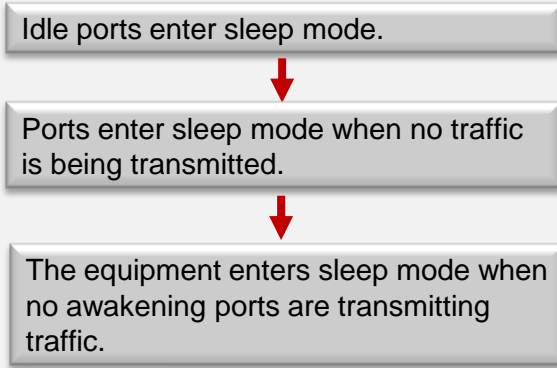 Idle ports enter sleep mode.
Ports enter sleep mode when no traffic
is being transmitted.
The equipment enters sleep mode when
no awakening ports are transmitting
traffic.